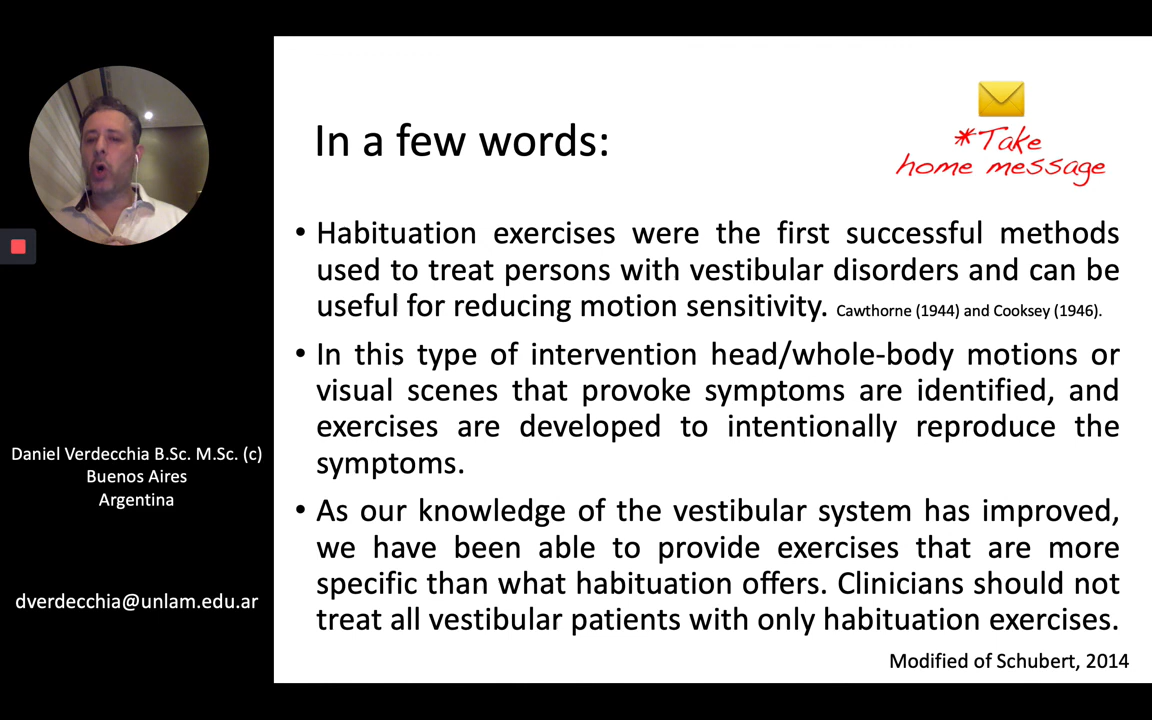 In a few words:
*Take
home message
• Habituation exercises were the first successful methods
used to treat persons with vestibular disorders and can be
useful for reducing motion sensitivity. Cawthorne (1944) and Cooksey (1946).
• In this type of intervention head/whole-body motions or
visual scenes that provoke symptoms are identified, and
exercises are developed to intentionally reproduce the
symptoms.
• As our knowledge of the vestibular system has improved,
we have been able to provide exercises that are more
specific than what habituation offers. Clinicians should not
treat all vestibular patients with only habituation exercises.
Modified of Schubert, 2014
Daniel Verdecchia B.Sc. M.Sc. (c)
Buenos Aires
Argentina
dverdecchia@unlam.edu.ar